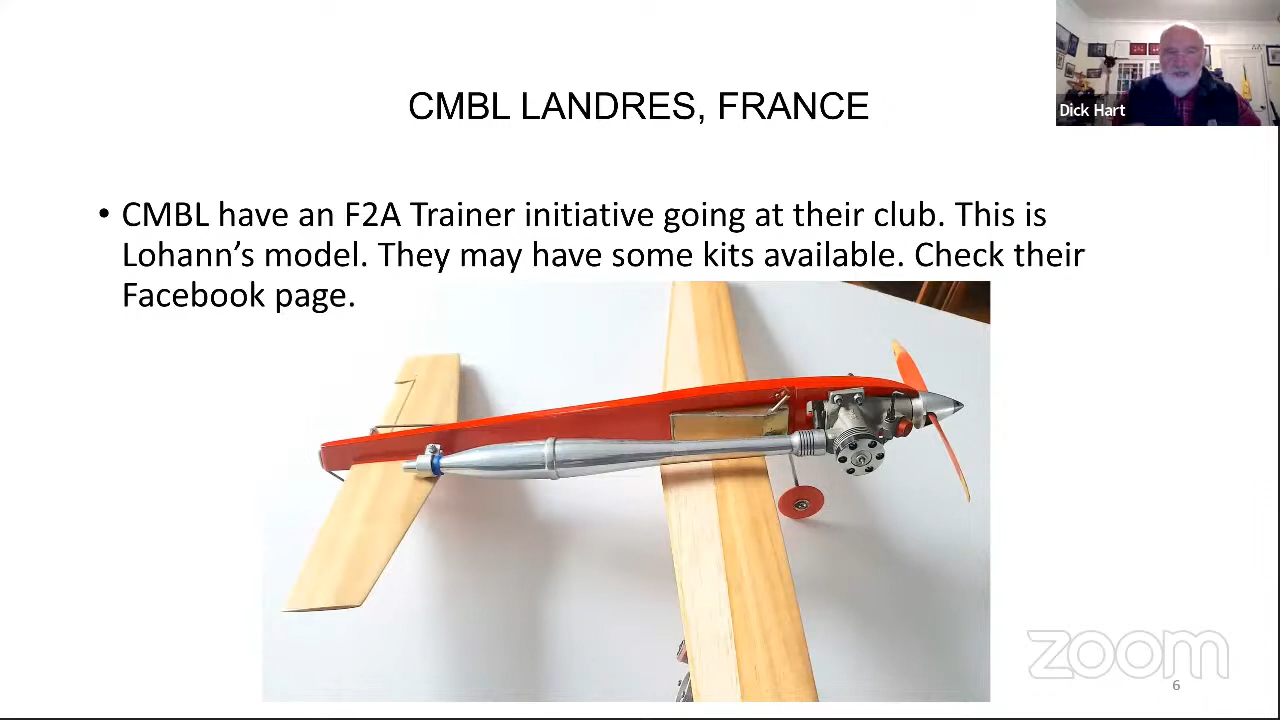 Dick Hart
CMBL LANDRES, FRANCE
• CMBL have an F2A Trainer initiative going at their club. This is
Lohann’s model. They may have some kits available. Check their
Facebook page.
zoom
6